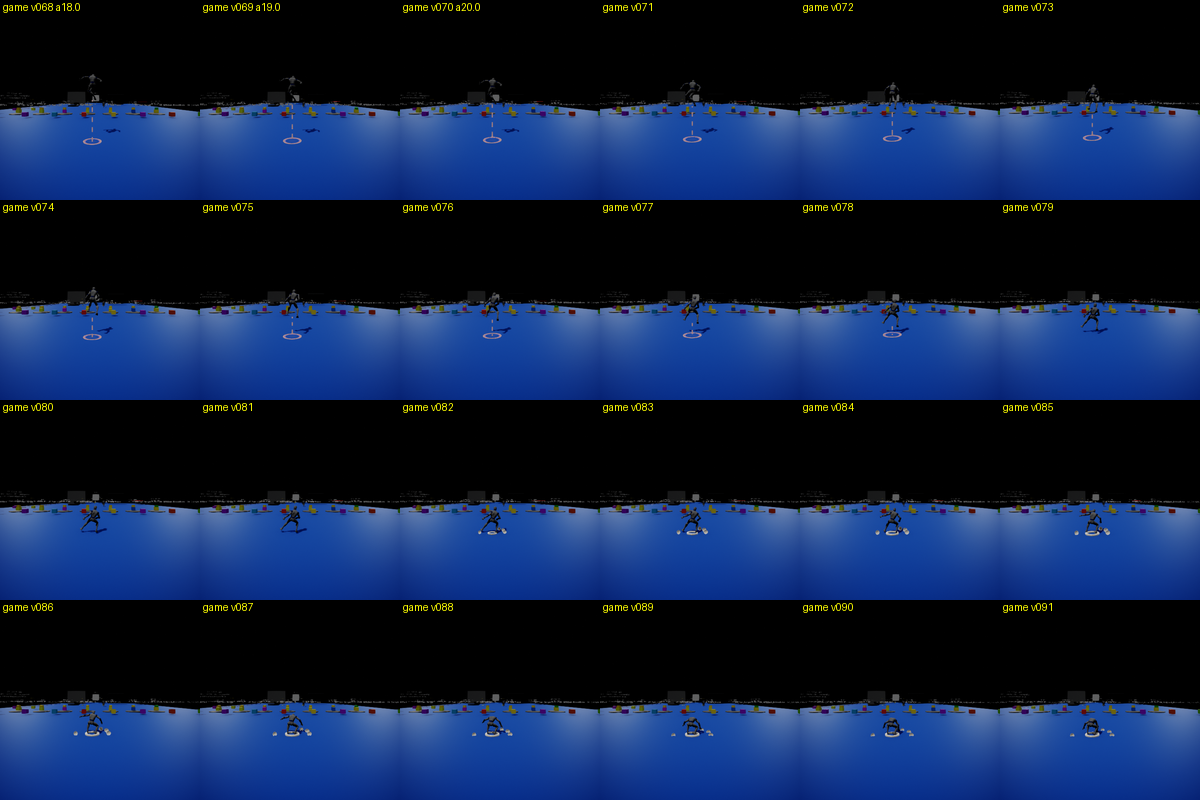 game v068 a18.0
game v069 a19.0
game v070 a20.0
game v071
game v072
game v073
game v074
game v075
game v076
game v077
game v078
game v079
game v080
game v081
game v082
game v083
game v084
game v085
game v086
game v087
game v088
game v089
game v090
game v091